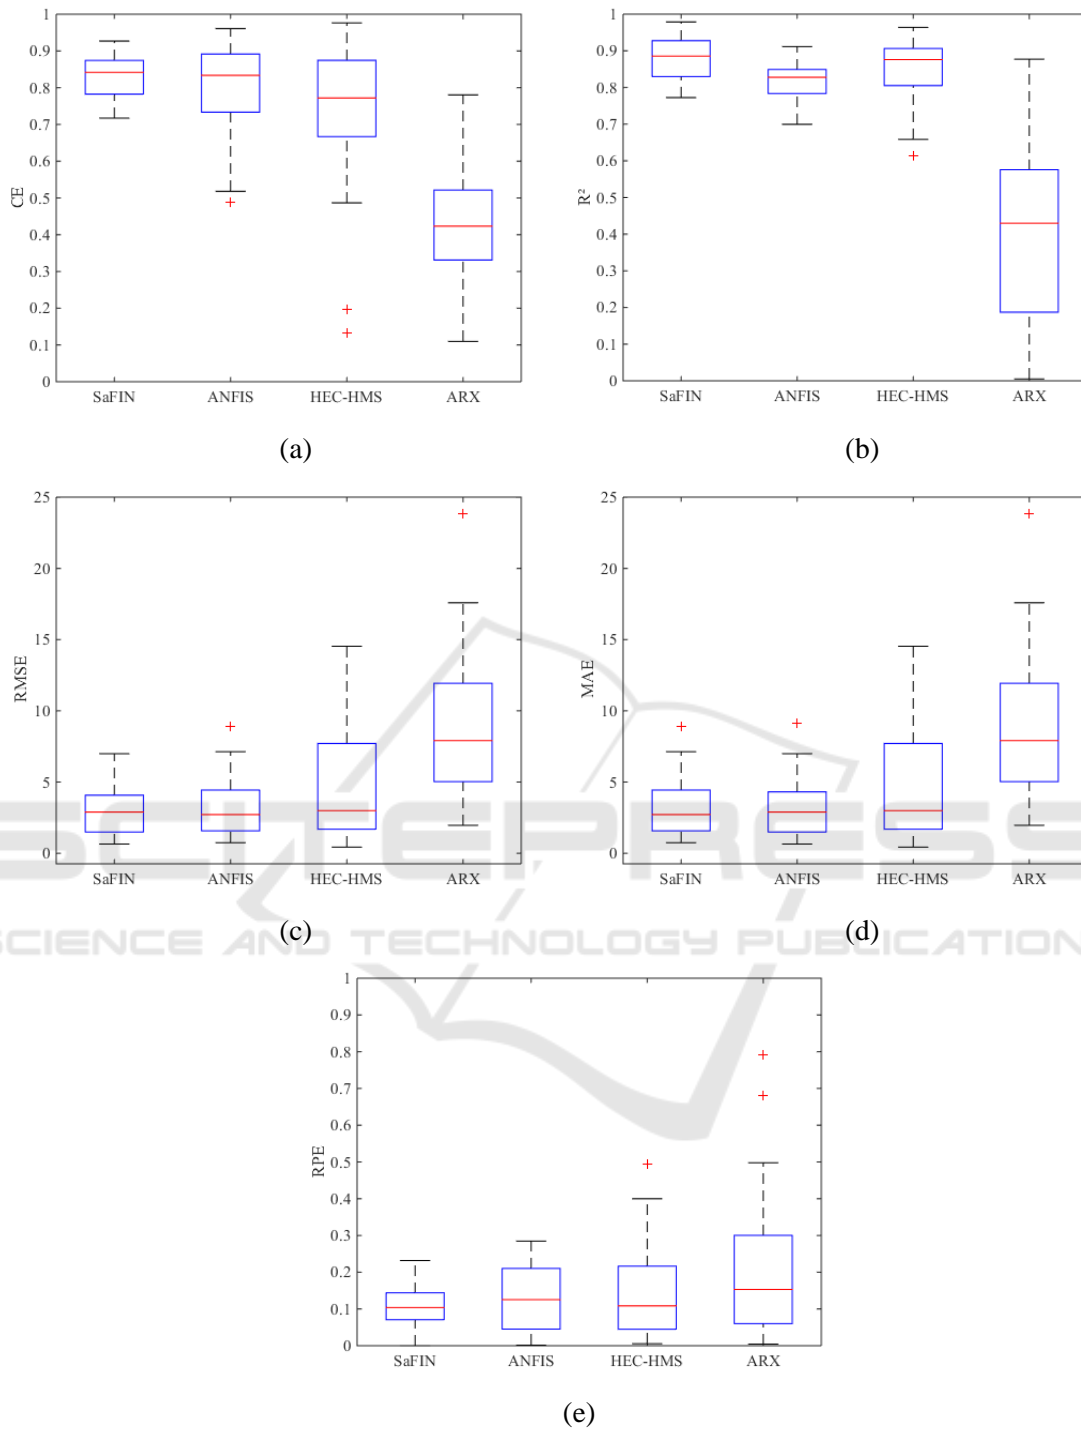 1
0.9
0.8
0.7
0.6
0.5
0.4
0.3
0.2
0.1
0
CE
SaFIN ANFIS HEC-HMS ARX
(a)
1
0.9
0.8
0.7
0.6
0.5
0.4
0.3
0.2
0.1
0
R²
SaFIN ANFIS HEC-HMS ARX
(b)
25
20
15
10
5
0
RMSE
SaFIN ANFIS HEC-HMS ARX
(c)
25
20
15
10
5
0
MAE
SaFIN ANFIS HEC-HMS ARX
(d)
SCITEPRESS
SCIENCE AND TECHNOLOGY PUBLICATION
1
0.9
0.8
0.7
0.6
0.5
0.4
0.3
0.2
0.1
0
RPE
SaFIN ANFIS HEC-HMS ARX
(e)